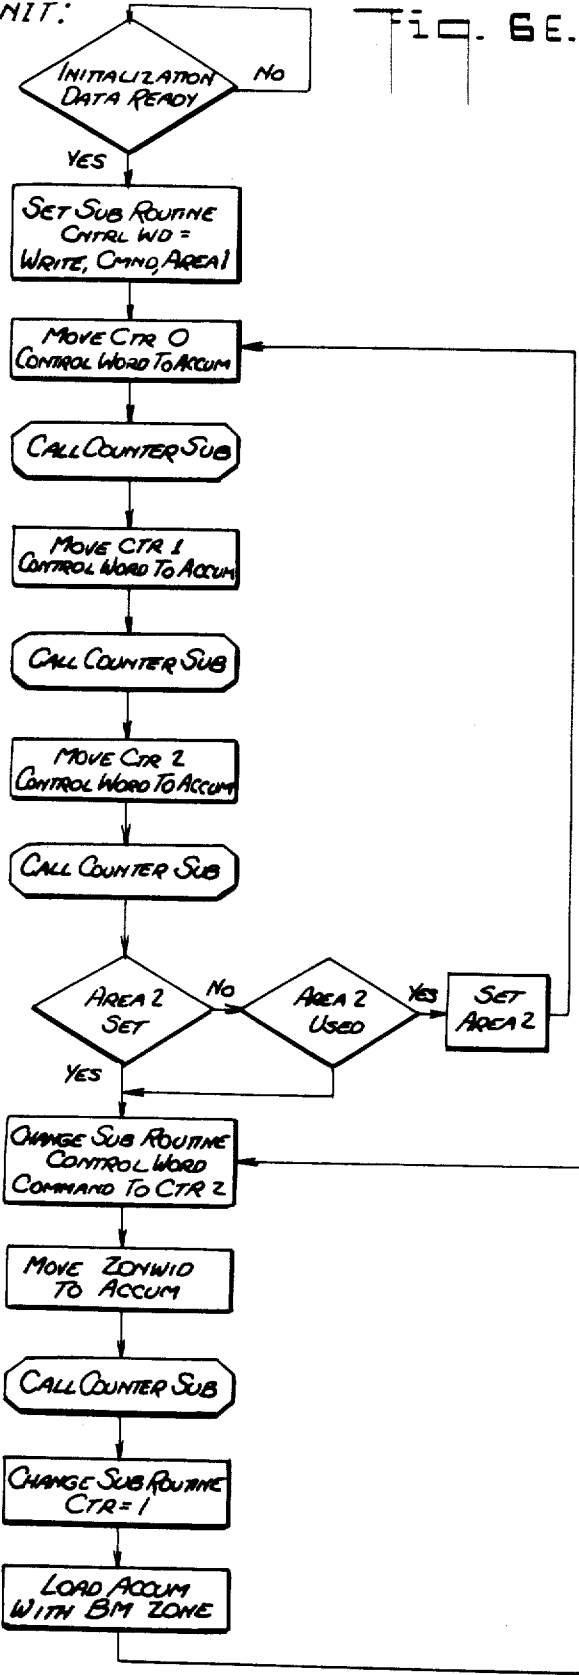 NIT:
Fig. 6E.
INITIALIZATION
DATA READY
NO
YES
SET SUB ROUTINE
CNTRL WD =
WRITE, CMND, AREA 1
MOVE CTR 0
CONTROL WORD TO ACCUM
CALL COUNTER SUB
MOVE CTR 1
CONTROL WORD TO ACCUM
CALL COUNTER SUB
MOVE CTR 2
CONTROL WORD TO ACCUM
CALL COUNTER SUB
AREA 2
SET
NO
AREA 2
USED
YES
SET
AREA 2
YES
CHANGE SUB ROUTINE
CONTROL WORD
COMMAND TO CTR 2
MOVE ZONWID
TO ACCUM
CALL COUNTER SUB
CHANGE SUB ROUTINE
CTR = 1
LOAD ACCUM
WITH BM ZONE